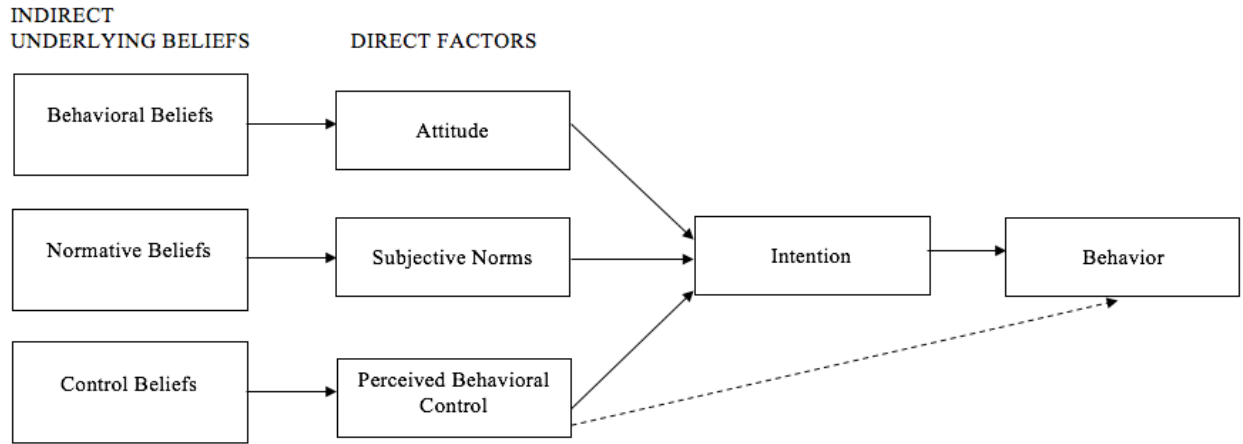 INDIRECT
UNDERLYING BELIEFS
DIRECT FACTORS
Behavioral Beliefs
Attitude
Normative Beliefs
Subjective Norms
Intention
Behavior
Control Beliefs
Perceived Behavioral
Control